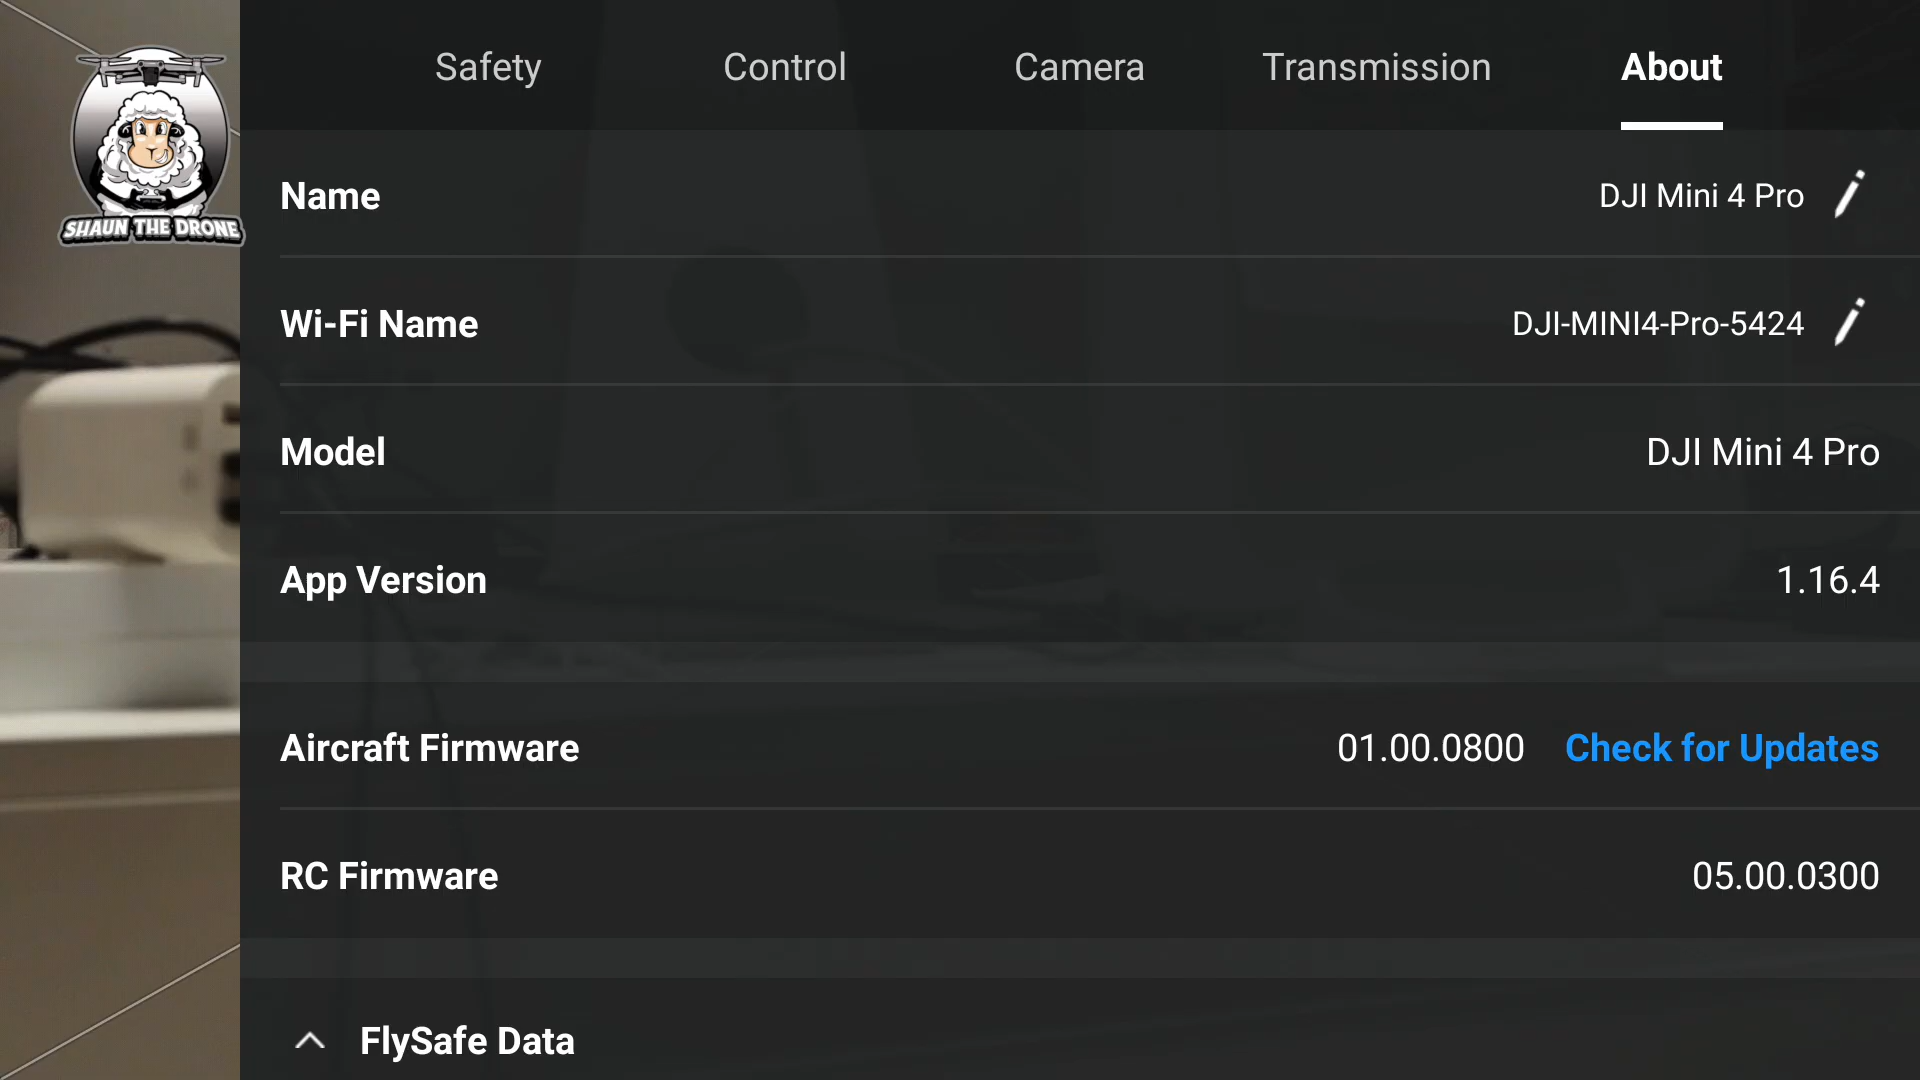 SHAUN THE DRONE
Safety Control Camera Transmission About
Name DJI Mini 4 Pro
Wi-Fi Name DJI-MINI4-Pro-5424
Model DJI Mini 4 Pro
App Version 1.16.4
Aircraft Firmware 01.00.0800 Check for Updates
RC Firmware 05.00.0300
FlySafe Data